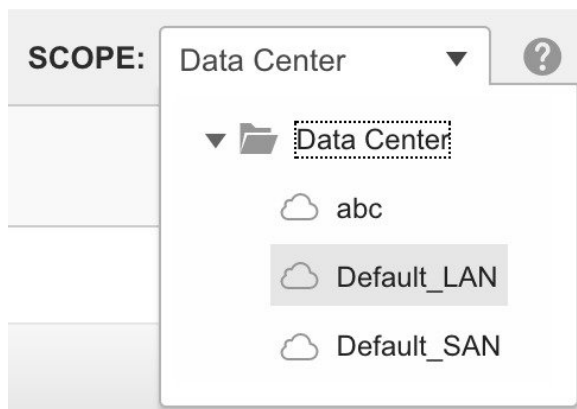 SCOPE: Data Center ?
Data Center
abc
Default_LAN
Default_SAN